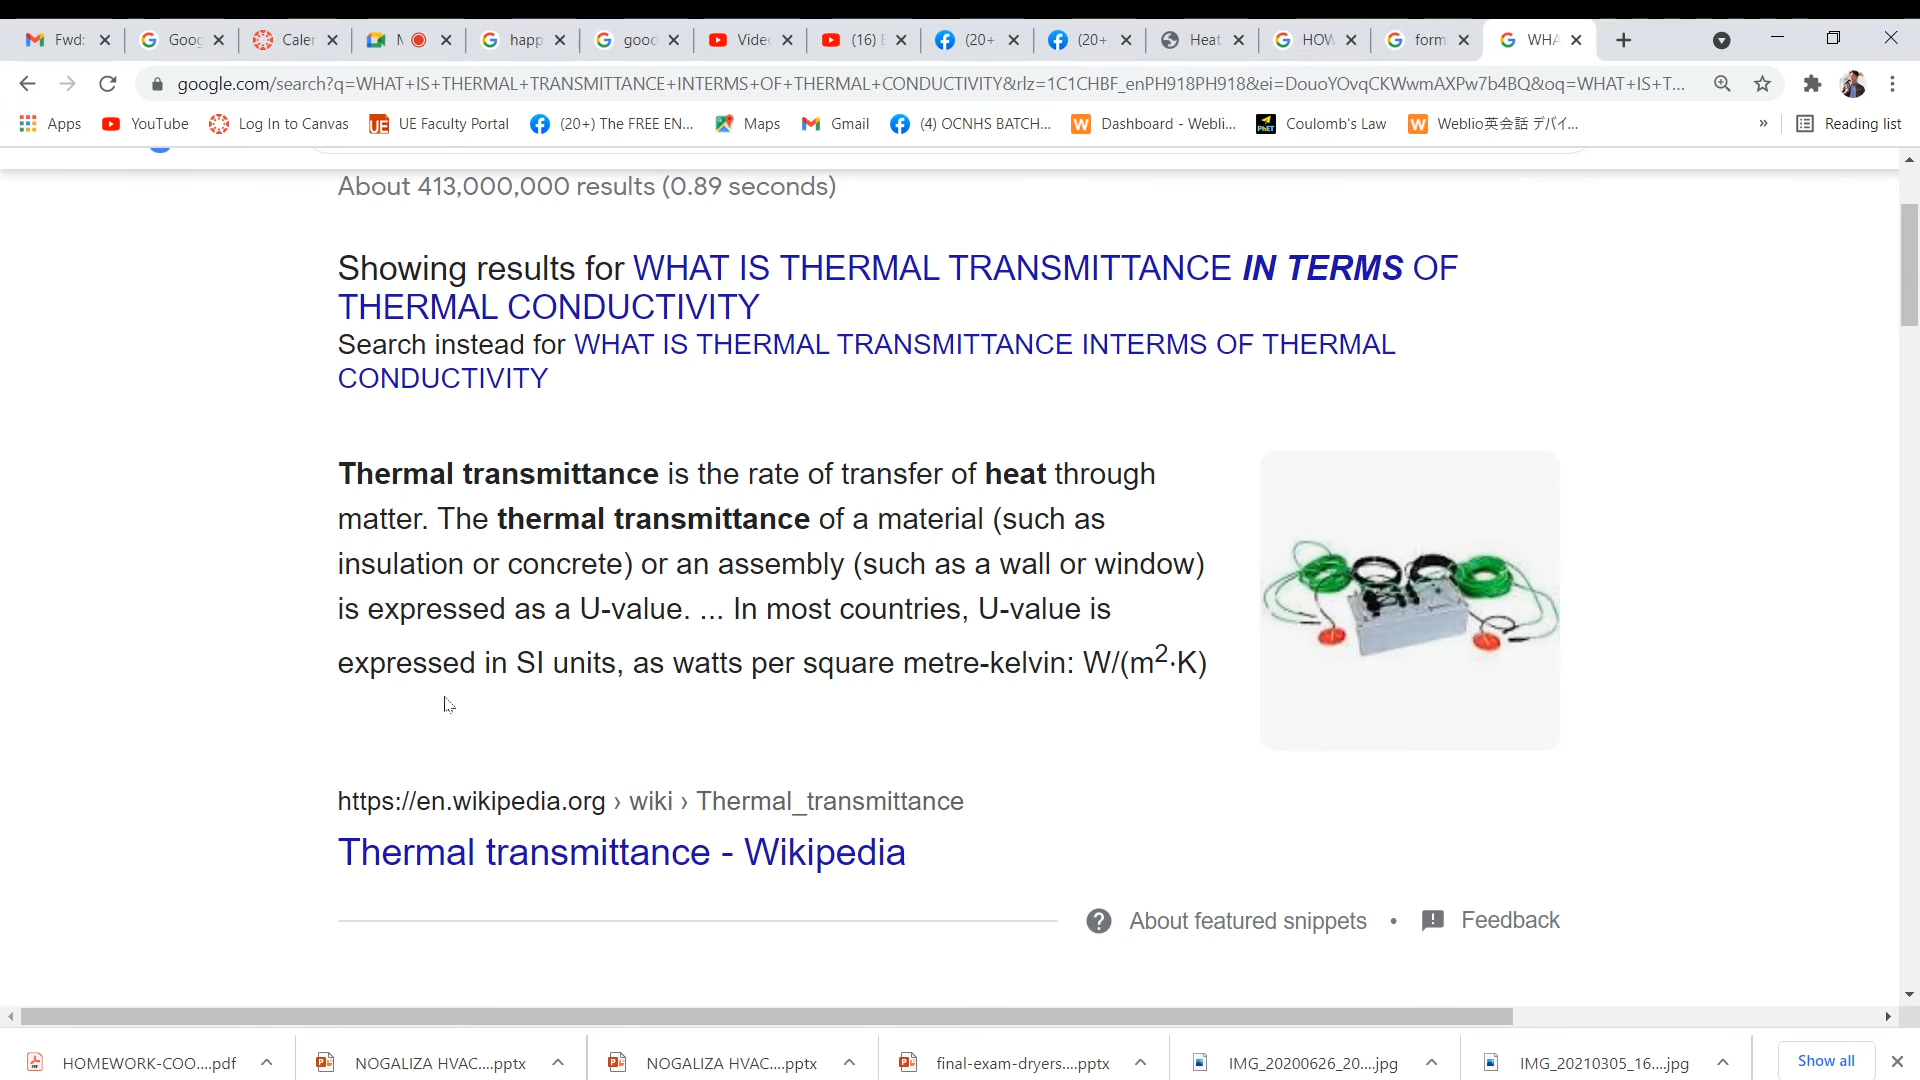 Fwd:
Goog
Caler
M
happ
good
Video
(16) E
(20+
(20+
Heat
HOW
form
WHA
google.com/search?q=WHAT+IS+THERMAL+TRANSMITTANCE+INTERMS+OF+THERMAL+CONDUCTIVITY&rlz=1C1CHBF_enPH918PH918&ei=DouoYOvqCKWwmAXPw7b4BQ&oq=WHAT+IS+T...
Apps
YouTube
Log In to Canvas
UE Faculty Portal
(20+) The FREE EN...
Maps
Gmail
(4) OCNHS BATCH...
Dashboard - Webli...
Coulomb's Law
Weblio英会話 デバイ...
»
Reading list
About 413,000,000 results (0.89 seconds)
Showing results for WHAT IS THERMAL TRANSMITTANCE IN TERMS OF
THERMAL CONDUCTIVITY
Search instead for WHAT IS THERMAL TRANSMITTANCE INTERMS OF THERMAL
CONDUCTIVITY
Thermal transmittance is the rate of transfer of heat through
matter. The thermal transmittance of a material (such as
insulation or concrete) or an assembly (such as a wall or window)
is expressed as a U-value. ... In most countries, U-value is
expressed in SI units, as watts per square metre-kelvin: W/(m²·K)
https://en.wikipedia.org › wiki › Thermal_transmittance
Thermal transmittance - Wikipedia
About featured snippets • Feedback
HOMEWORK-COO....pdf
NOGALIZA HVAC....pptx
NOGALIZA HVAC....pptx
final-exam-dryers....pptx
IMG_20200626_20....jpg
IMG_20210305_16....jpg
Show all